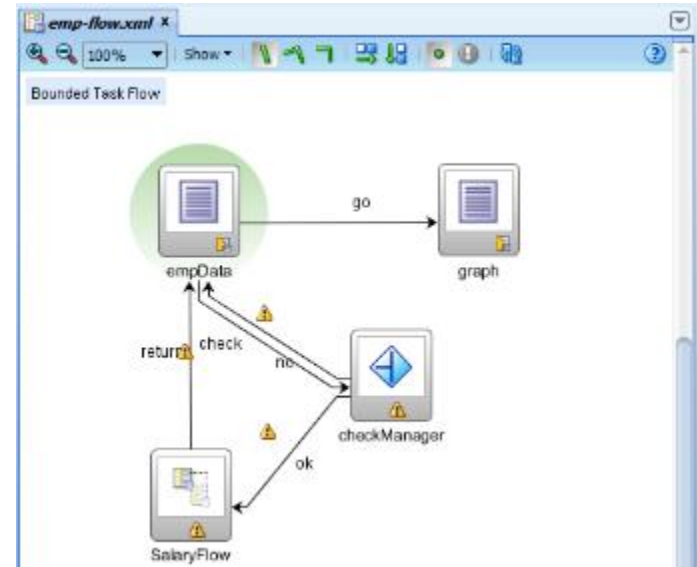 emp-flow.xml
100% Show
Bounded Task Flow
go
empData
graph
return
check
no
checkManager
ok
SalaryFlow